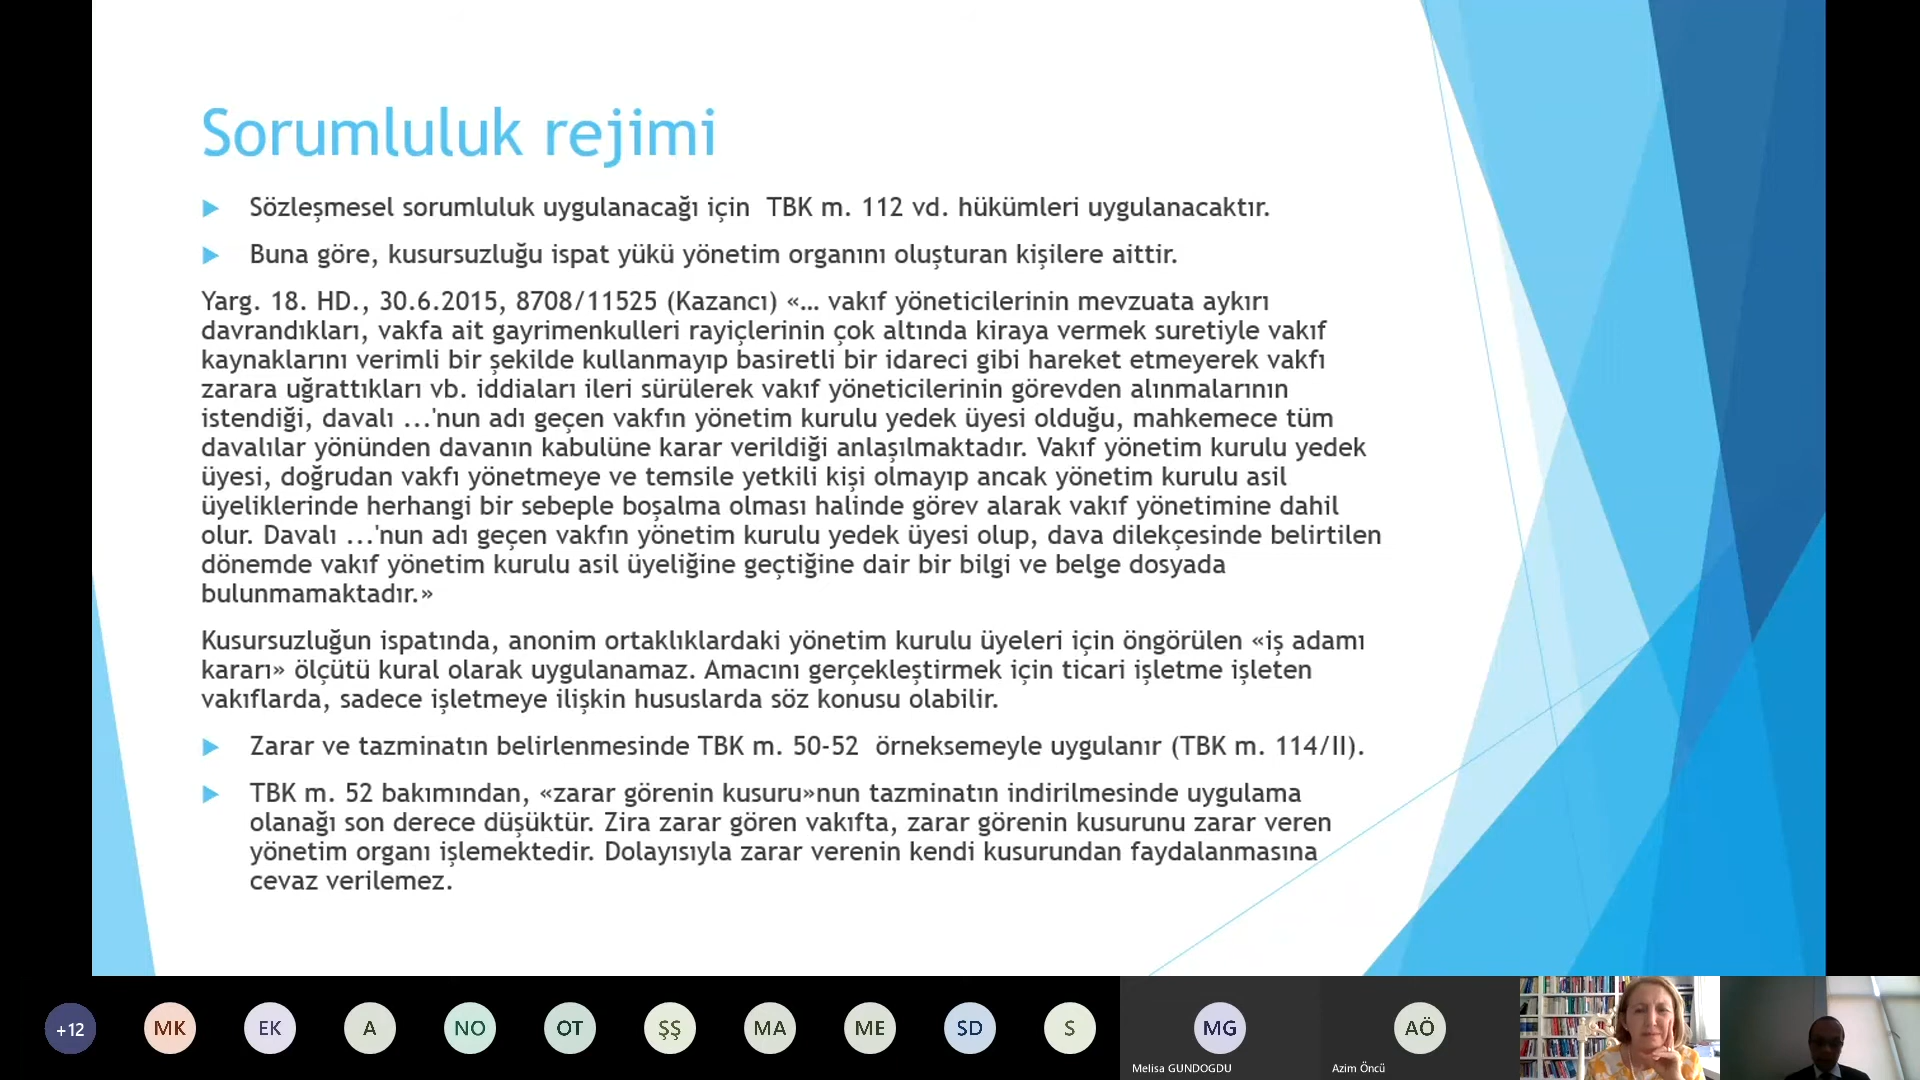 Sorumluluk rejimi
Sözleşmesel sorumluluk uygulanacağı için TBK m. 112 vd. hükümleri uygulanacaktır.
Buna göre, kusursuzluğu ispat yükü yönetim organını oluşturan kişilere aittir.
Yarg. 18. HD., 30.6.2015, 8708/11525 (Kazancı) «… vakıf yöneticilerinin mevzuata aykırı
davrandıkları, vakfa ait gayrimenkulleri rayiçlerinin çok altında kiraya vermek suretiyle vakıf
kaynaklarını verimli bir şekilde kullanmayıp basiretli bir idareci gibi hareket etmeyerek vakfı
zarara uğrattıkları vb. iddiaları ileri sürülerek vakıf yöneticilerinin görevden alınmalarının
istendiği, davalı ...'nun adı geçen vakfın yönetim kurulu yedek üyesi olduğu, mahkemece tüm
davalılar yönünden davanın kabulüne karar verildiği anlaşılmaktadır. Vakıf yönetim kurulu yedek
üyesi, doğrudan vakfı yönetmeye ve temsile yetkili kişi olmayıp ancak yönetim kurulu asil
üyeliklerinde herhangi bir sebeple boşalma olması halinde görev alarak vakıf yönetimine dahil
olur. Davalı ...'nun adı geçen vakfın yönetim kurulu yedek üyesi olup, dava dilekçesinde belirtilen
dönemde vakıf yönetim kurulu asil üyeliğine geçtiğine dair bir bilgi ve belge dosyada
bulunmamaktadır.»
Kusursuzluğun ispatında, anonim ortaklıklardaki yönetim kurulu üyeleri için öngörülen «iş adamı
kararı» ölçütü kural olarak uygulanamaz. Amacını gerçekleştirmek için ticari işletme işleten
vakıflarda, sadece işletmeye ilişkin hususlarda söz konusu olabilir.
Zarar ve tazminatın belirlenmesinde TBK m. 50-52 örneksemeyle uygulanır (TBK m. 114/II).
TBK m. 52 bakımından, «zarar görenin kusuru»nun tazminatın indirilmesinde uygulama
olanağı son derece düşüktür. Zira zarar gören vakıfta, zarar görenin kusurunu zarar veren
yönetim organı işlemektedir. Dolayısıyla zarar verenin kendi kusurundan faydalanmasına
cevaz verilemez.
+12 MK EK A NO OT ŞŞ MA ME SD S MG AÖ
Melisa GUNDOGDU Azim Öncü